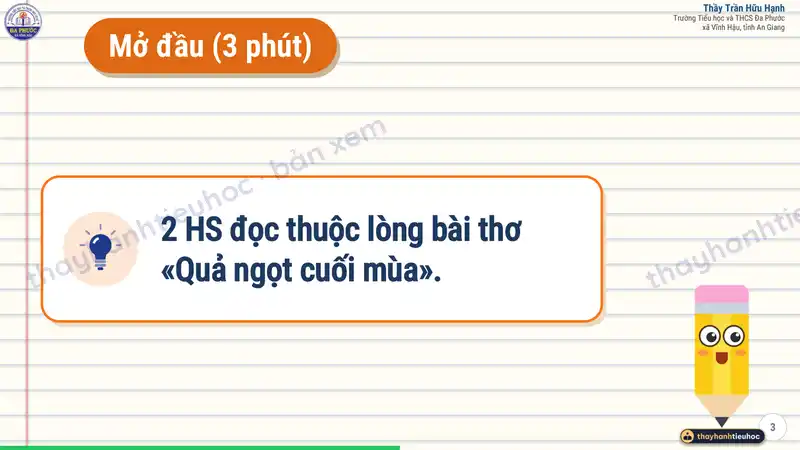 Thầy Trần Hữu Hạnh
Trường Tiểu học và THCS Đa Phước
xã Vĩnh Hậu, tỉnh An Giang
ĐA PHƯỚC
Mở đầu (3 phút)
2 HS đọc thuộc lòng bài thơ
«Quả ngọt cuối mùa».
thayhanhtieuhoc · bản xem
thayhanhtie
thayhanhtieuhoc
3